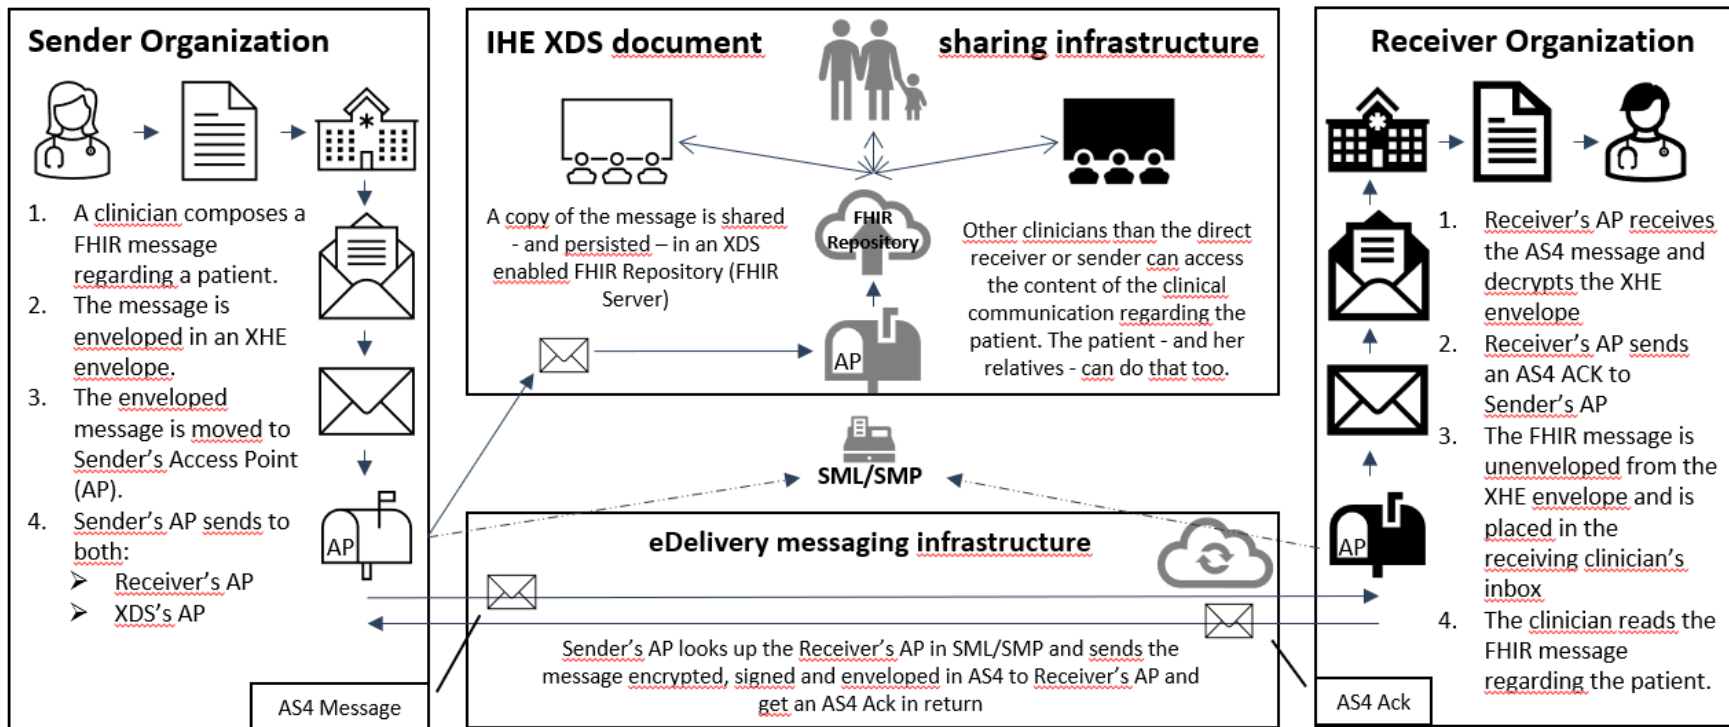 Sender Organization
1. A clinician composes a
FHIR message
regarding a patient.
2. The message is
enveloped in an XHE
envelope.
3. The enveloped
message is moved to
Sender's Access Point
(AP).
4. Sender's AP sends to
both:
➢ Receiver's AP
➢ XDS's AP
AP
AS4 Message
IHE XDS document sharing infrastructure
A copy of the message is shared
- and persisted – in an XDS
enabled FHIR Repository (FHIR
Server)
FHIR
Repository
AP
Other clinicians than the direct
receiver or sender can access
the content of the clinical
communication regarding the
patient. The patient - and her
relatives - can do that too.
SML/SMP
eDelivery messaging infrastructure
Sender's AP looks up the Receiver's AP in SML/SMP and sends the
message encrypted, signed and enveloped in AS4 to Receiver's AP and
get an AS4 Ack in return
Receiver Organization
1. Receiver's AP receives
the AS4 message and
decrypts the XHE
envelope
2. Receiver's AP sends
an AS4 ACK to
Sender's AP
3. The FHIR message is
unenveloped from the
XHE envelope and is
placed in the
receiving clinician's
inbox
4. The clinician reads the
FHIR message
regarding the patient.
AP
AS4 Ack